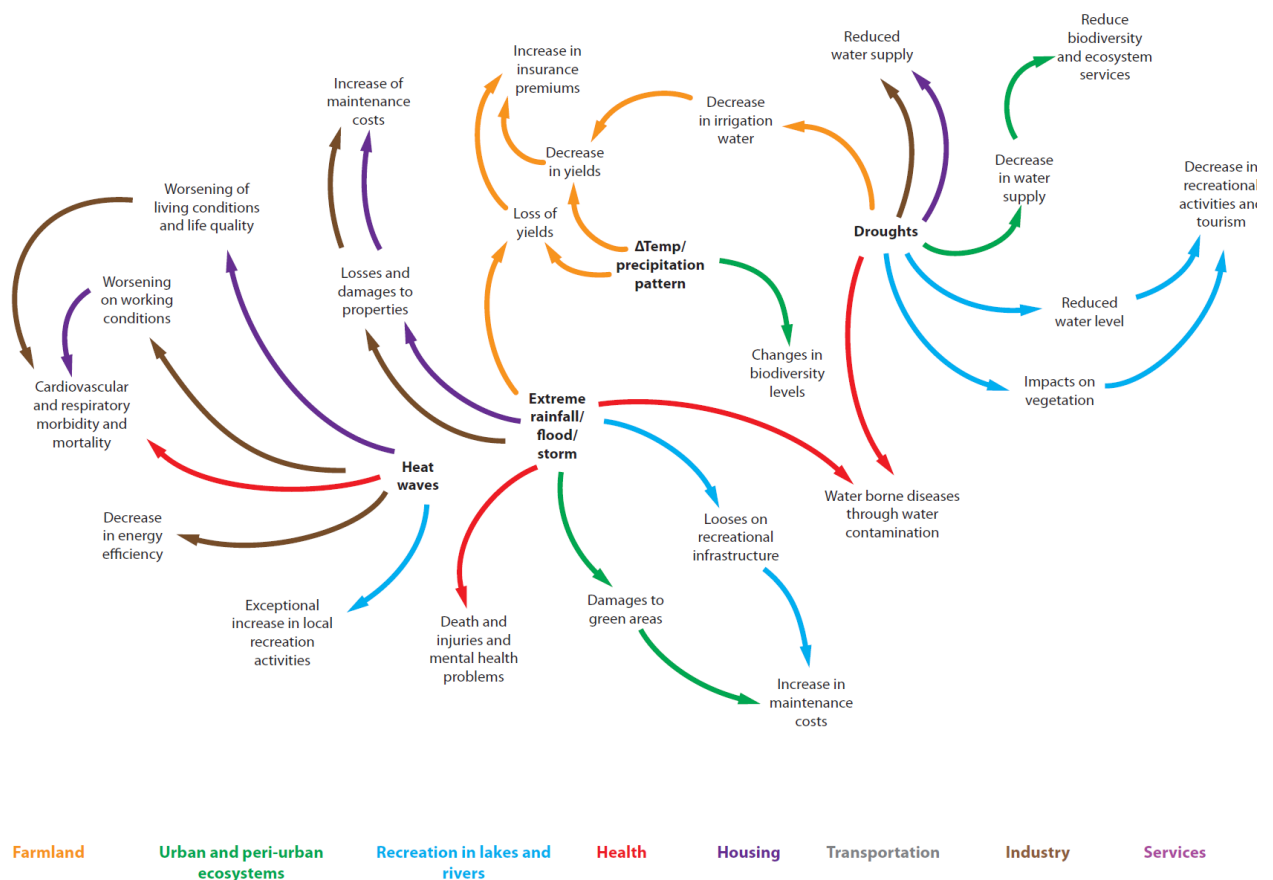 Reduce
biodiversity
and ecosystem
services
Reduced
water supply
Increase in
insurance
premiums
Increase of
maintenance
costs
Decrease
in irrigation
water
Decrease
in yields
Decrease
in water
supply
Decrease in
recreational
activities and
tourism
Worsening of
living conditions
and life quality
Loss of
yields
Droughts
ΔTemp/
precipitation
pattern
Losses and
damages to
properties
Worsening
on working
conditions
Reduced
water level
Changes in
biodiversity
levels
Impacts on
vegetation
Cardiovascular
and respiratory
morbidity and
mortality
Extreme
rainfall/
flood/
storm
Heat
waves
Water borne diseases
through water
contamination
Decrease
in energy
efficiency
Looses on
recreational
infrastructure
Exceptional
increase in local
recreation
activities
Death and
injuries and
mental health
problems
Damages to
green areas
Increase in
maintenance
costs
Farmland
Urban and peri-urban
ecosystems
Recreation in lakes and
rivers
Health
Housing
Transportation
Industry
Services